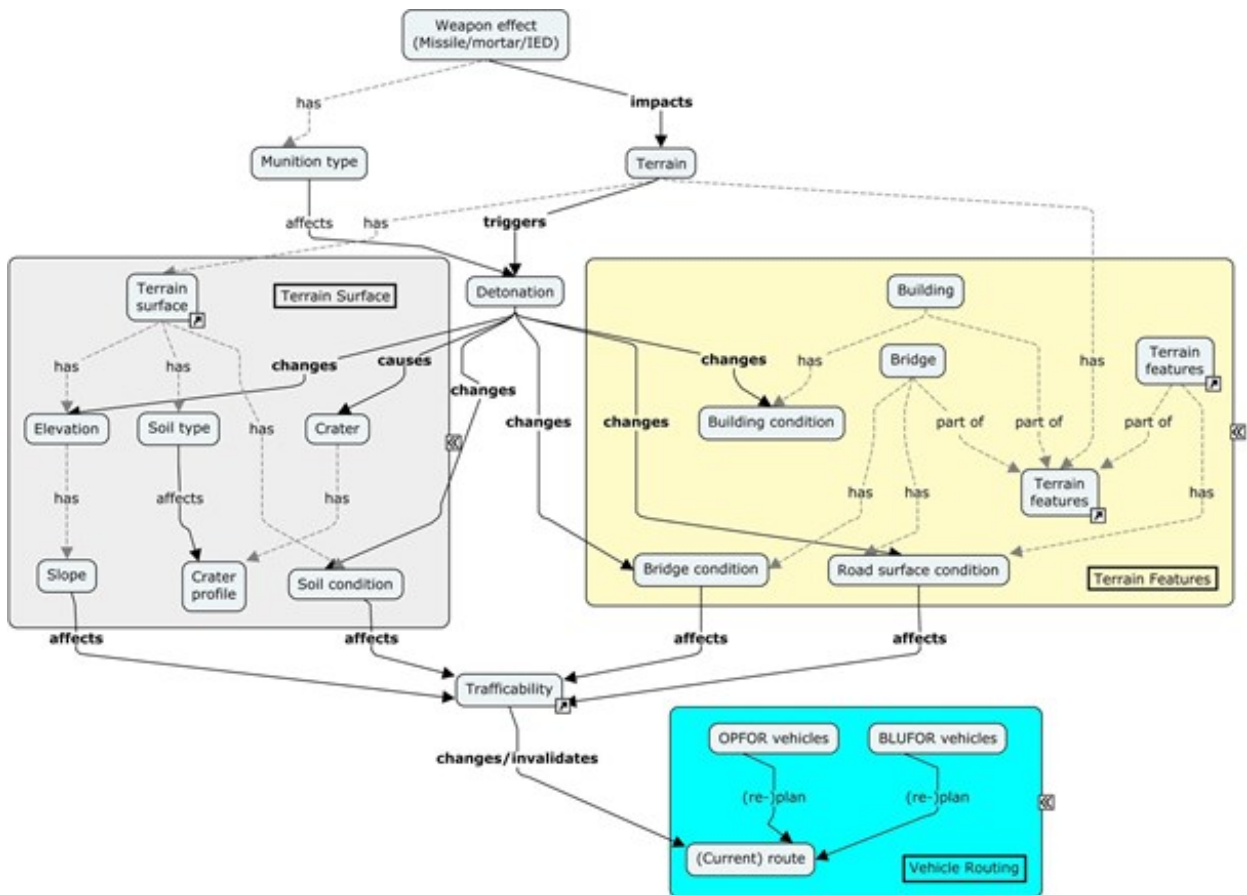 Weapon effect
(Missile/mortar/IED)
has
impacts
Munition type
Terrain
affects
has
triggers
Terrain
surface
Terrain Surface
Detonation
Building
has
has
changes
causes
changes
changes
changes
changes
has
Bridge
has
Terrain
features
Elevation
Soil type
has
Crater
Building condition
part of
part of
part of
has
affects
has
has
has
Terrain
features
has
Slope
Crater
profile
Soil condition
Bridge condition
Road surface condition
Terrain Features
affects
affects
affects
affects
Trafficability
changes/invalidates
OPFOR vehicles
BLUFOR vehicles
(re-)plan
(re-)plan
(Current) route
Vehicle Routing